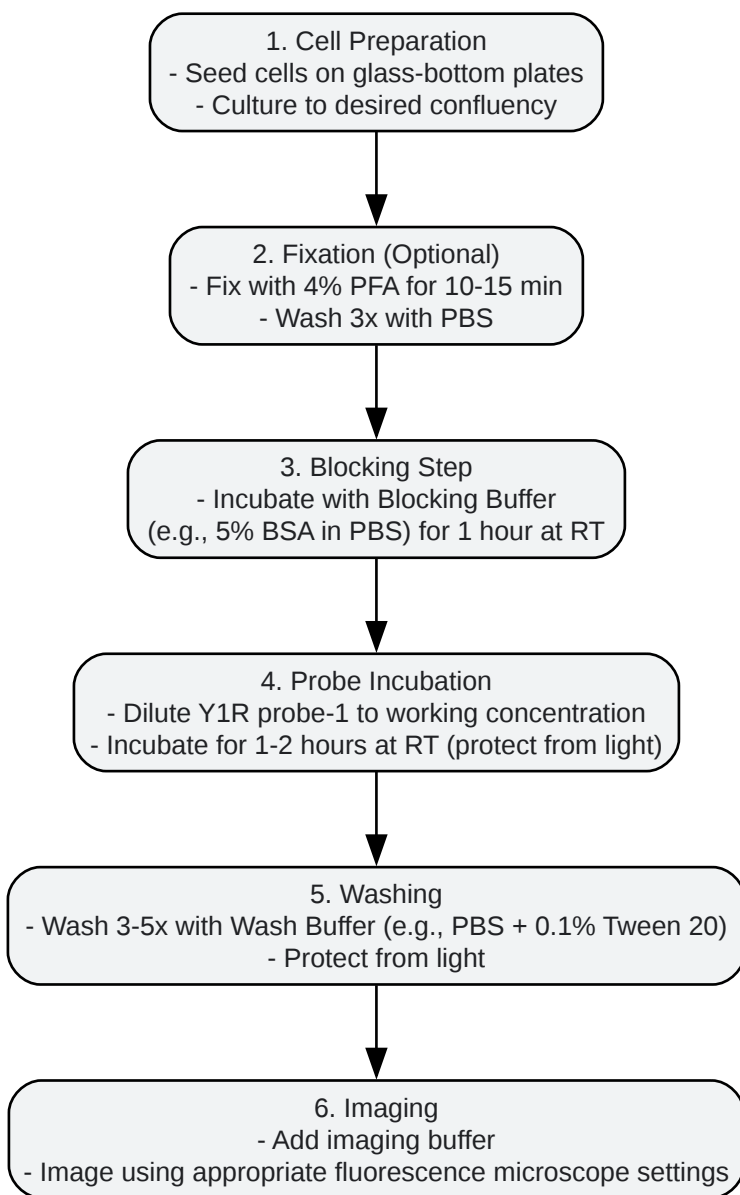 1. Cell Preparation
- Seed cells on glass-bottom plates
- Culture to desired confluency
2. Fixation (Optional)
- Fix with 4% PFA for 10-15 min
- Wash 3x with PBS
3. Blocking Step
- Incubate with Blocking Buffer
(e.g., 5% BSA in PBS) for 1 hour at RT
4. Probe Incubation
- Dilute Y1R probe-1 to working concentration
- Incubate for 1-2 hours at RT (protect from light)
5. Washing
- Wash 3-5x with Wash Buffer (e.g., PBS + 0.1% Tween 20)
- Protect from light
6. Imaging
- Add imaging buffer
- Image using appropriate fluorescence microscope settings